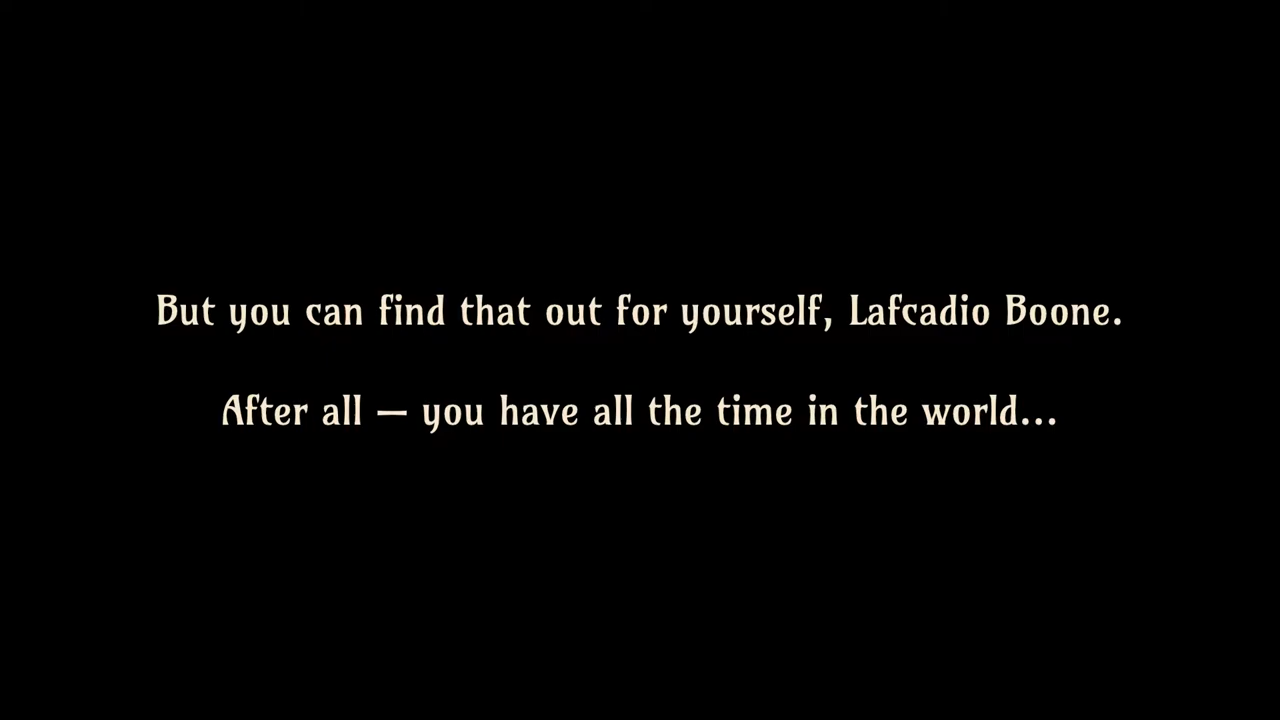 But you can find that out for yourself, Lafcadio Boone.
After all — you have all the time in the world...